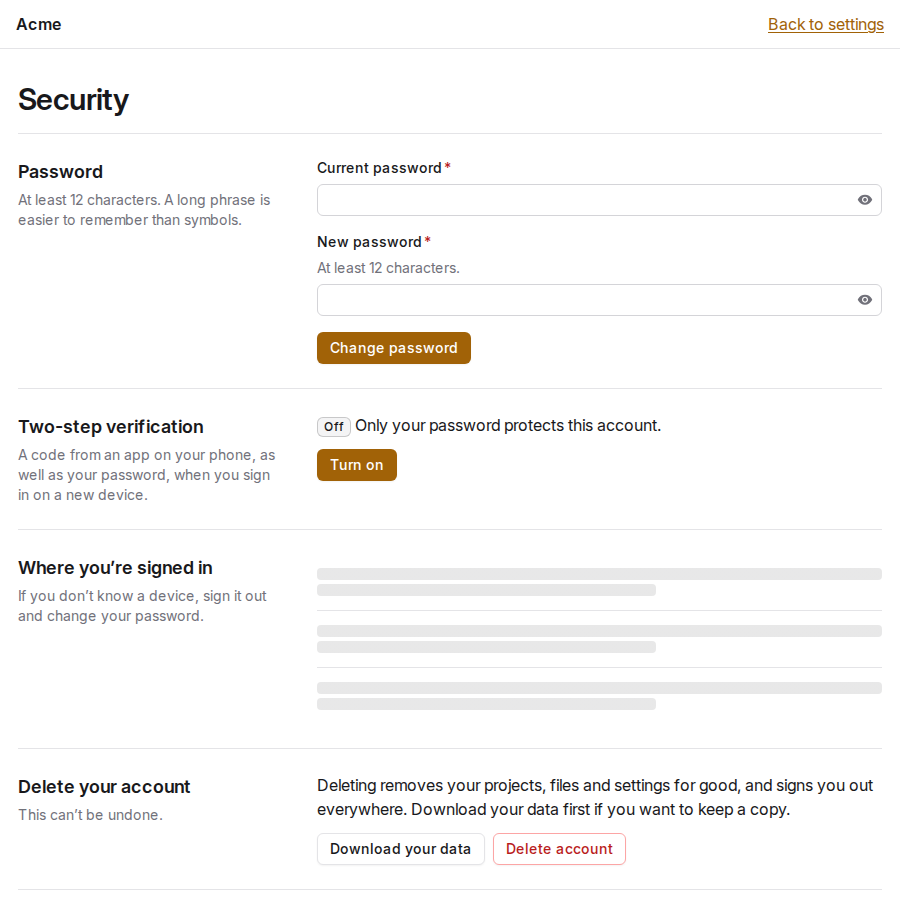 Acme
Back to settings
Security
Password
At least 12 characters. A long phrase is
easier to remember than symbols.
Current password*
New password*
At least 12 characters.
Change password
Two-step verification
A code from an app on your phone, as
well as your password, when you sign
in on a new device.
Off Only your password protects this account.
Turn on
Where you’re signed in
If you don’t know a device, sign it out
and change your password.
Delete your account
This can’t be undone.
Deleting removes your projects, files and settings for good, and signs you out
everywhere. Download your data first if you want to keep a copy.
Download your data
Delete account